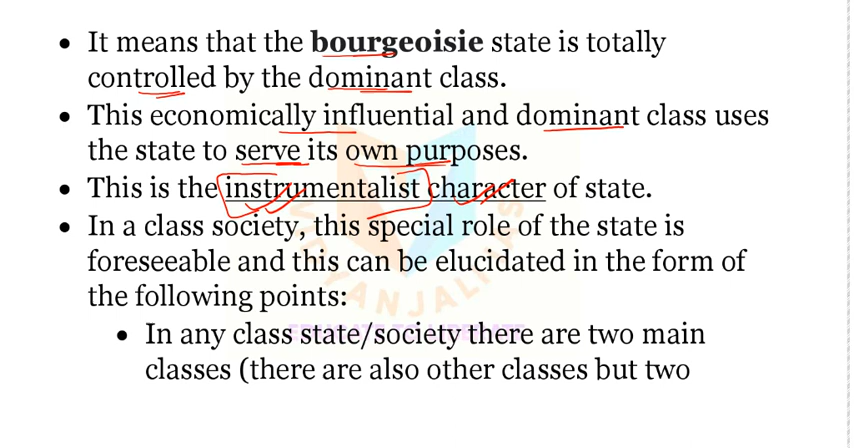 • It means that the bourgeoisie state is totally
controlled by the dominant class.
• This economically influential and dominant class uses
the state to serve its own purposes.
• This is the instrumentalist character of state.
• In a class society, this special role of the state is
foreseeable and this can be elucidated in the form of
the following points:
• In any class state/society there are two main
classes (there are also other classes but two